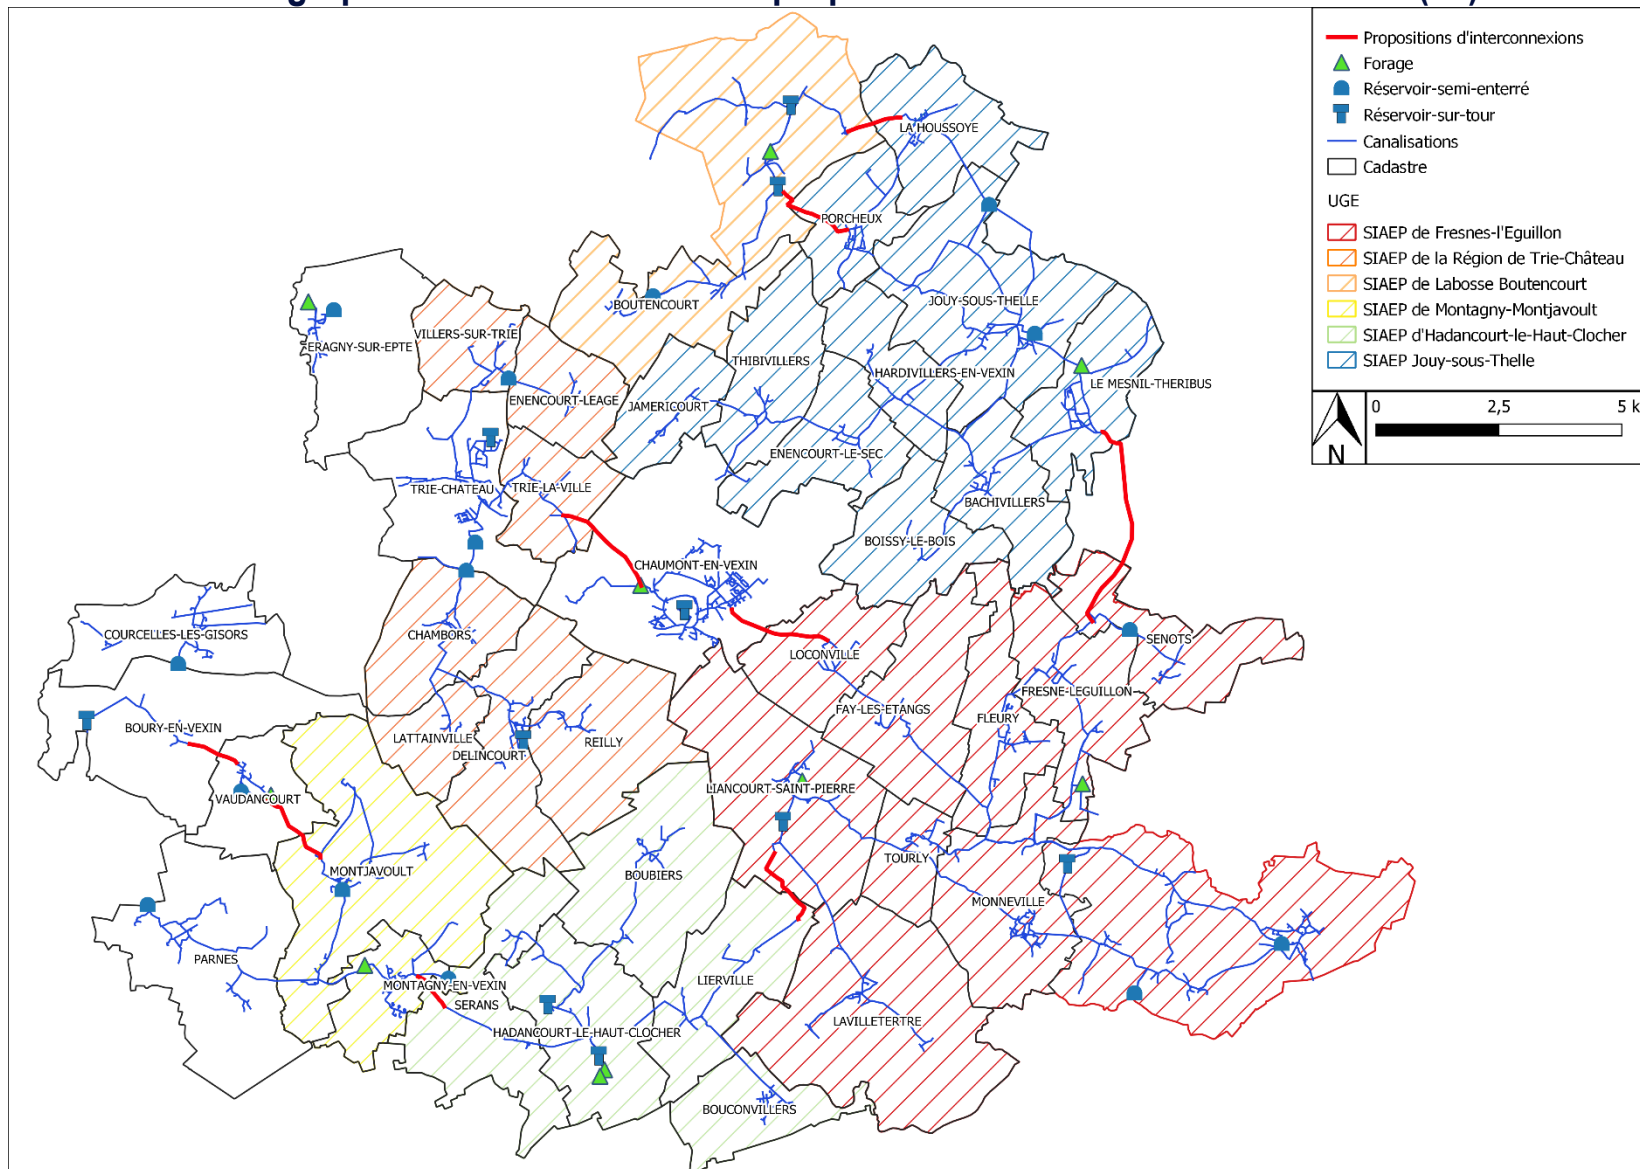 Propositions d'interconnexions
Forage
Réservoir-semi-enterré
Réservoir-sur-tour
Canalisations
Cadastre
UGE
SIAEP de Fresnes-l'Eguillon
SIAEP de la Région de Trie-Château
SIAEP de Labosse Boutencourt
SIAEP de Montagny-Montjavoult
SIAEP d'Hadancourt-le-Haut-Clocher
SIAEP Jouy-sous-Thelle
0 2,5 5 k
N
LA HOUSSOYE
PORCHEUX
BOUTENCOURT
JOUY-SOUS-THELLE
VILLERS-SUR-TRIE
ERAGNY-SUR-EPTE
THIBIVILLERS
HARDIVILLERS-EN-VEXIN
LE MESNIL-THERIBUS
ENENCOURT-LEAGE
JAMERICOURT
ENENCOURT-LE-SEC
TRIE-CHATEAU
TRIE-LA-VILLE
BACHIVILLERS
BOISSY-LE-BOIS
CHAUMONT-EN-VEXIN
COURCELLES-LES-GISORS
CHAMBORS
SENOTS
LOCONVILLE
FRESNE-LEGUILLON
FAY-LES-ETANGS
FLEURY
BOURY-EN-VEXIN
LATTAINVILLE
REILLY
DELINCOURT
LIANCOURT-SAINT-PIERRE
VAUDANCOURT
TOURLY
MONTJAVOULT
BOUBIERS
MONNEVILLE
PARNES
LIERVILLE
MONTAGNY-EN-VEXIN
SERANS
LAVILLETERTRE
HADANCOURT-LE-HAUT-CLOCHER
BOUCONVILLERS